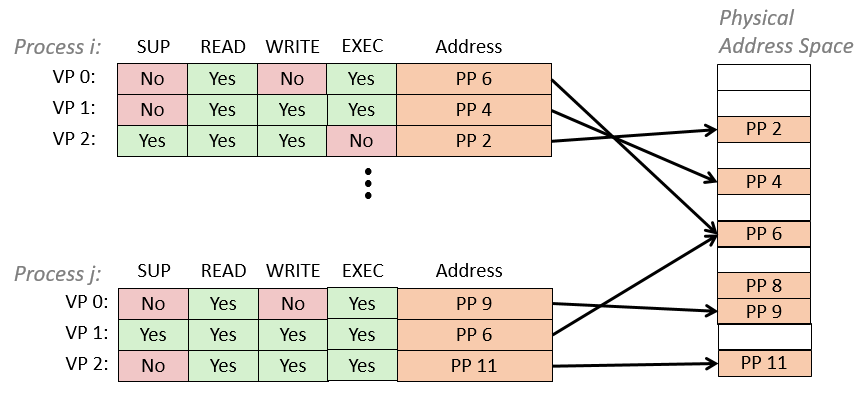 Physical
Address Space
Process i: SUP READ WRITE EXEC Address
VP 0: No Yes No Yes PP 6
VP 1: No Yes Yes Yes PP 4
VP 2: Yes Yes Yes No PP 2
PP 2
PP 4
PP 6
PP 8
PP 9
PP 11
Process j: SUP READ WRITE EXEC Address
VP 0: No Yes No Yes PP 9
VP 1: Yes Yes Yes Yes PP 6
VP 2: No Yes Yes Yes PP 11